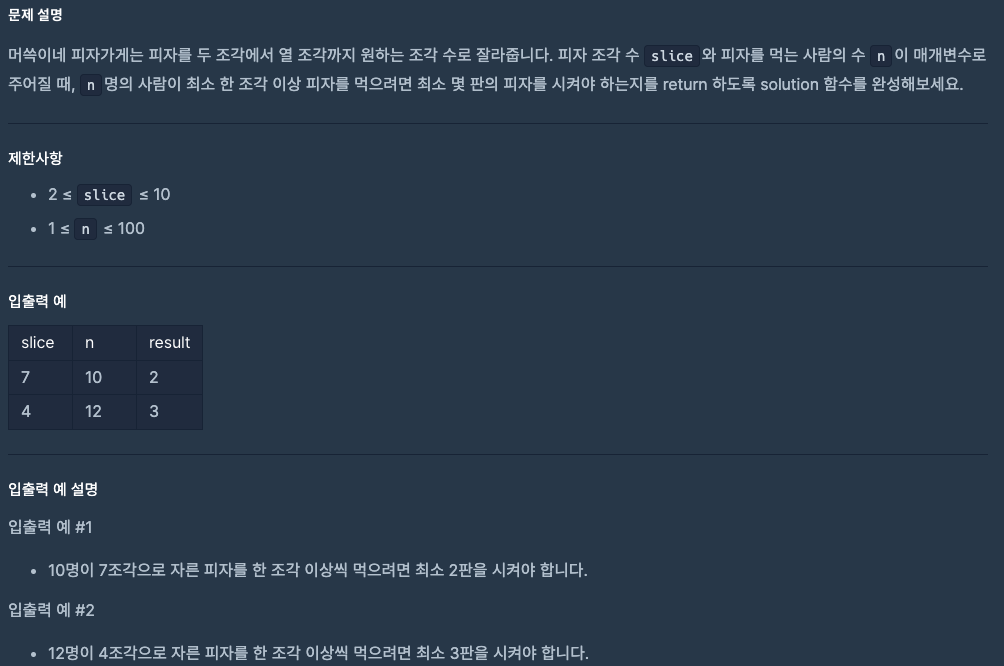 문제 설명
머쓱이네 피자가게는 피자를 두 조각에서 열 조각까지 원하는 조각 수로 잘라줍니다. 피자 조각 수 slice 와 피자를 먹는 사람의 수 n 이 매개변수로
주어질 때, n 명의 사람이 최소 한 조각 이상 피자를 먹으려면 최소 몇 판의 피자를 시켜야 하는지를 return 하도록 solution 함수를 완성해보세요.
제한사항
• 2 ≤ slice ≤ 10
• 1 ≤ n ≤ 100
입출력 예
slice n result
7 10 2
4 12 3
입출력 예 설명
입출력 예 #1
• 10명이 7조각으로 자른 피자를 한 조각 이상씩 먹으려면 최소 2판을 시켜야 합니다.
입출력 예 #2
• 12명이 4조각으로 자른 피자를 한 조각 이상씩 먹으려면 최소 3판을 시켜야 합니다.